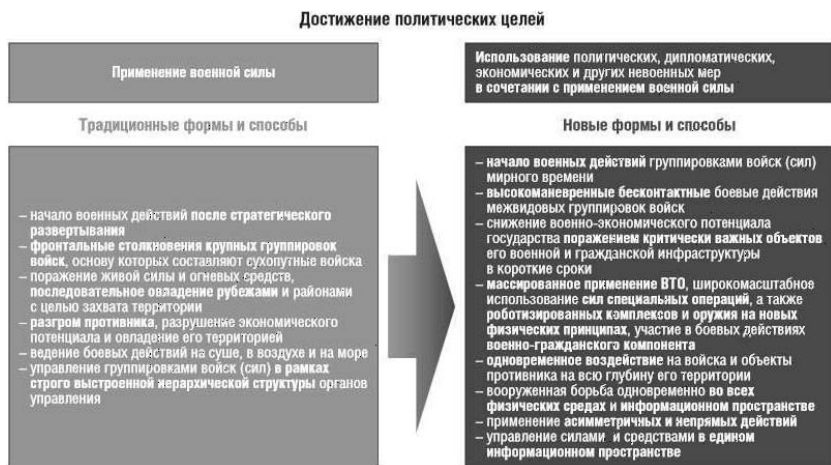 Достижение политических целей
Применение военной силы
Использование политических, дипломатических,
экономических и других невоенных мер
в сочетании с применением военной силы
Традиционные формы и способы
– начало военных действий после стратегического
развертывания
– фронтальные столкновения крупных группировок
войск, основу которых составляют сухопутные войска
– поражение живой силы и огневых средств,
последовательное овладение рубежами и районами
с целью захвата территории
– разгром противника, разрушение экономического
потенциала и овладение его территорией
– ведение боевых действий на суше, в воздухе и на море
– управление группировками войск (сил) в рамках
строго выстроенной иерархической структуры органов
управления
Новые формы и способы
– начало военных действий группировками войск (сил)
мирного времени
– высокоманевренные бесконтактные боевые действия
межвидовых группировок войск
– снижение военно-экономического потенциала
государства поражением критически важных объектов
его военной и гражданской инфраструктуры
в короткие сроки
– массированное применение ВТО, широкомасштабное
использование сил специальных операций, а также
роботизированных комплексов и оружия на новых
физических принципах, участие в боевых действиях
военно-гражданского компонента
– одновременное воздействие на войска и объекты
противника на всю глубину его территории
– вооруженная борьба одновременно во всех
физических средах и информационном пространстве
– применение асимметричных и непрямых действий
– управление силами и средствами в едином
информационном пространстве